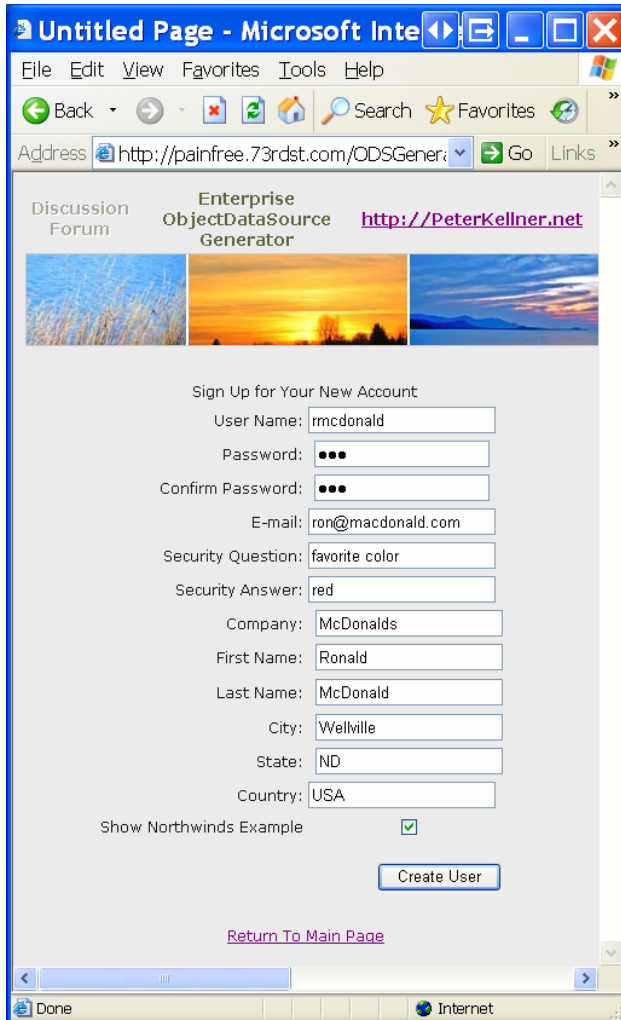 Untitled Page - Microsoft Inte
File Edit View Favorites Tools Help
Back Search Favorites »
Address http://painfree.73rdst.com/ODSGenera Go Links »
Discussion Forum
Enterprise ObjectDataSource Generator
http://PeterKellner.net
Sign Up for Your New Account
User Name: rmcdonald
Password: •••
Confirm Password: •••
E-mail: ron@macdonald.com
Security Question: favorite color
Security Answer: red
Company: McDonalds
First Name: Ronald
Last Name: McDonald
City: Wellville
State: ND
Country: USA
Show Northwinds Example
Create User
Return To Main Page
Done Internet